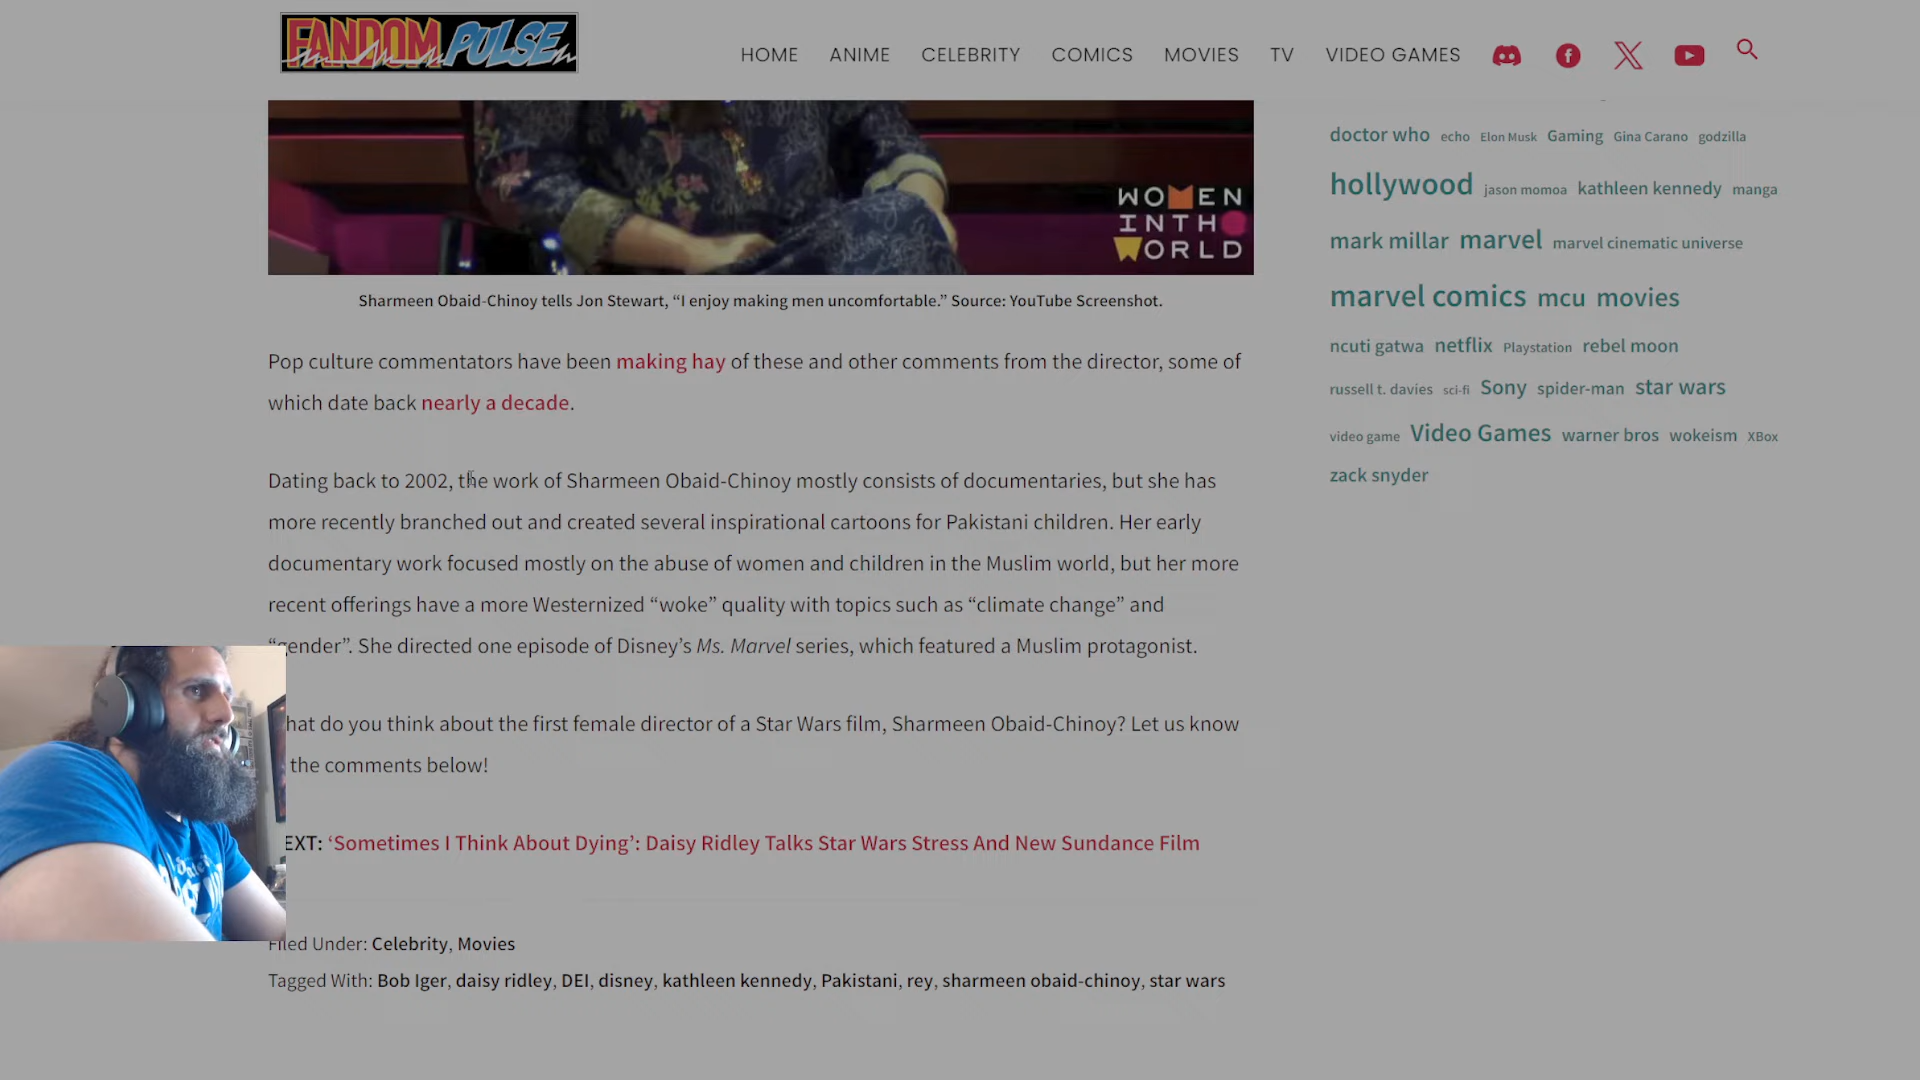 FANDOM PULSE
HOME ANIME CELEBRITY COMICS MOVIES TV VIDEO GAMES
WOMEN
INTH
WORLD
Sharmeen Obaid-Chinoy tells Jon Stewart, “I enjoy making men uncomfortable.” Source: YouTube Screenshot.
Pop culture commentators have been making hay of these and other comments from the director, some of
which date back nearly a decade.
Dating back to 2002, the work of Sharmeen Obaid-Chinoy mostly consists of documentaries, but she has
more recently branched out and created several inspirational cartoons for Pakistani children. Her early
documentary work focused mostly on the abuse of women and children in the Muslim world, but her more
recent offerings have a more Westernized “woke” quality with topics such as “climate change” and
“gender”. She directed one episode of Disney’s Ms. Marvel series, which featured a Muslim protagonist.
hat do you think about the first female director of a Star Wars film, Sharmeen Obaid-Chinoy? Let us know
the comments below!
EXT: ‘Sometimes I Think About Dying’: Daisy Ridley Talks Star Wars Stress And New Sundance Film
Filed Under: Celebrity, Movies
Tagged With: Bob Iger, daisy ridley, DEI, disney, kathleen kennedy, Pakistani, rey, sharmeen obaid-chinoy, star wars
doctor who echo Elon Musk Gaming Gina Carano godzilla
hollywood jason momoa kathleen kennedy manga
mark millar marvel marvel cinematic universe
marvel comics mcu movies
ncuti gatwa netflix Playstation rebel moon
russell t. davies sci-fi Sony spider-man star wars
video game Video Games warner bros wokeism XBox
zack snyder